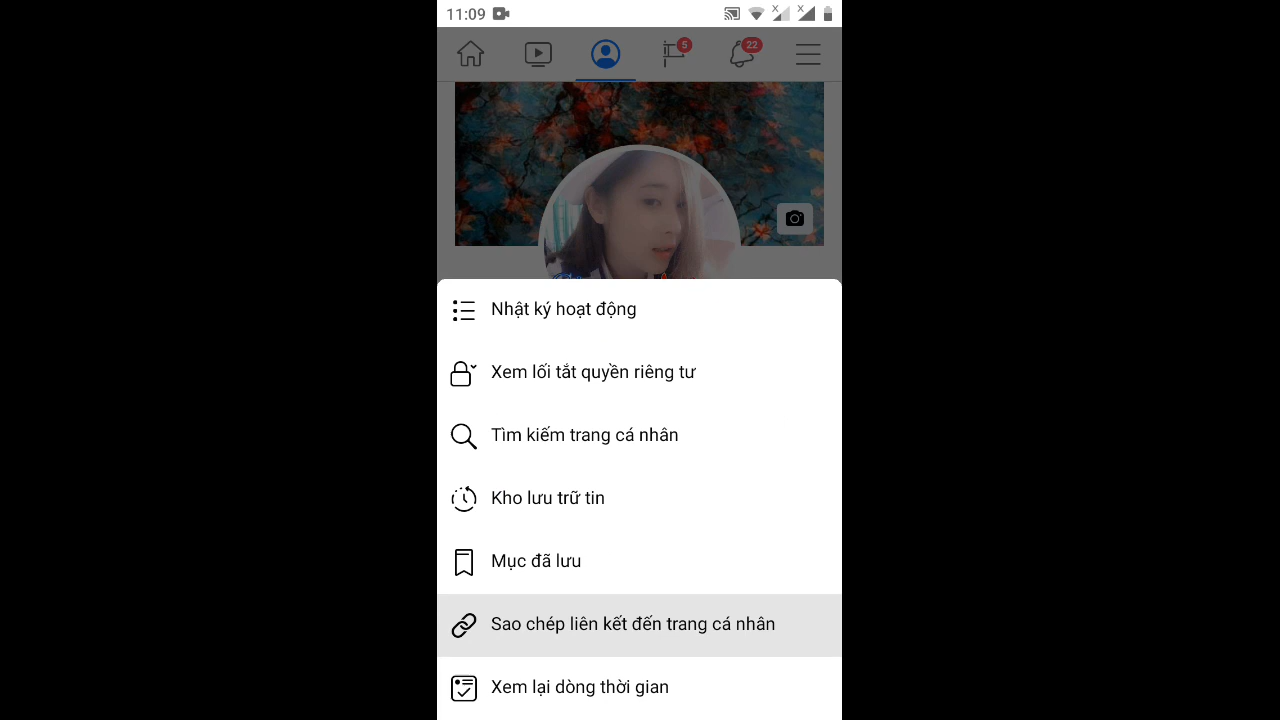 11:09
5
22
Nhật ký hoạt động
Xem lối tắt quyền riêng tư
Tìm kiếm trang cá nhân
Kho lưu trữ tin
Mục đã lưu
Sao chép liên kết đến trang cá nhân
Xem lại dòng thời gian